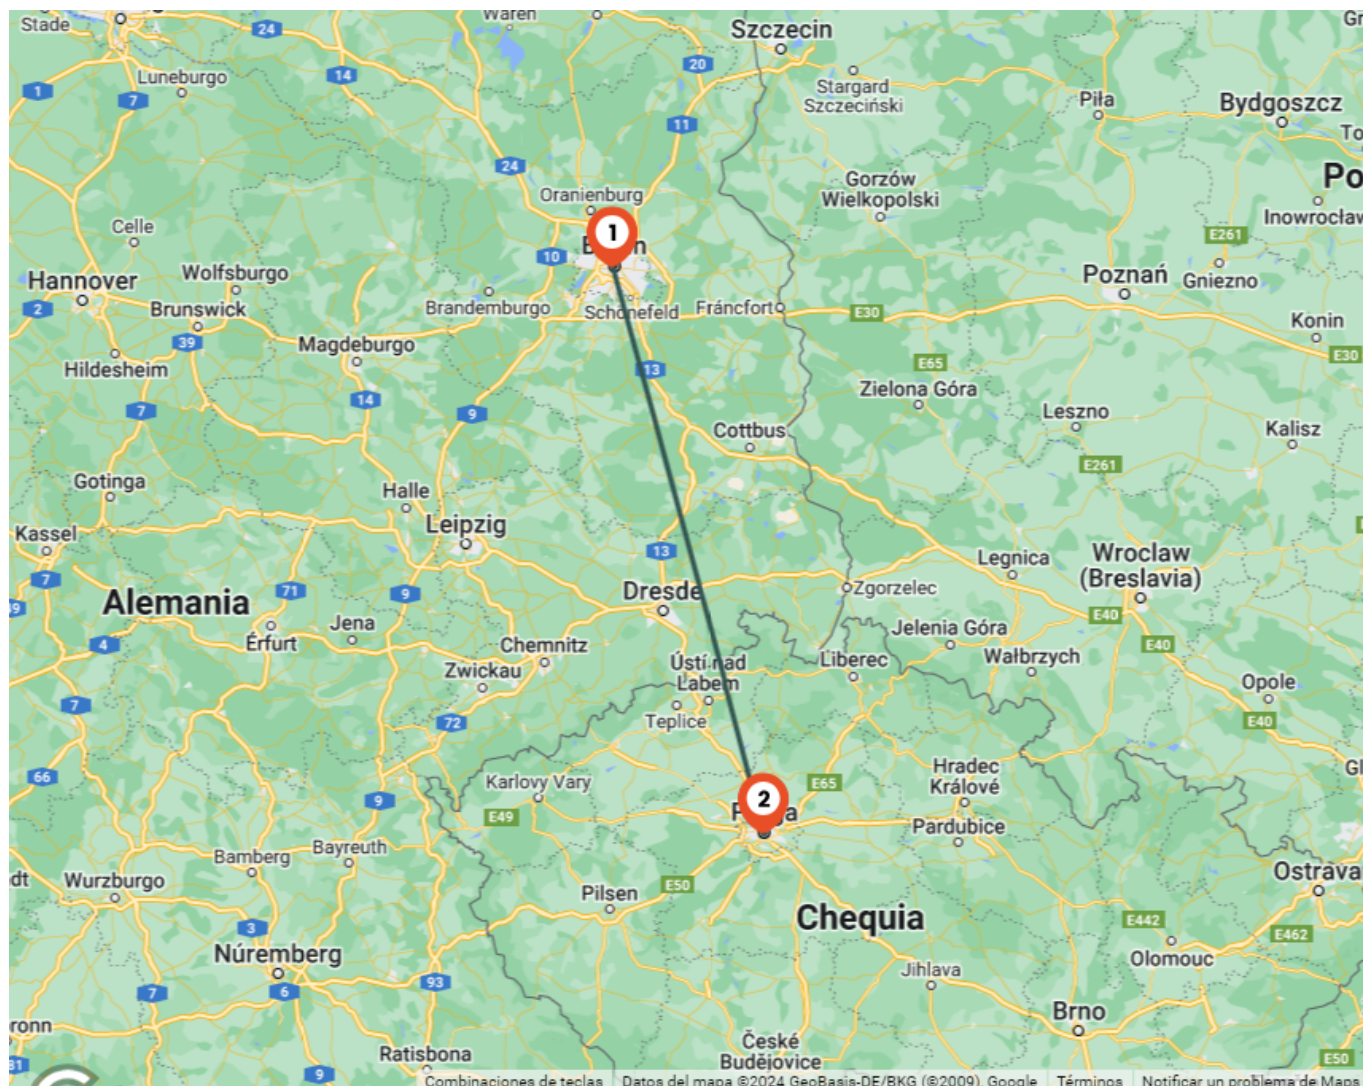 Stade
Waren
24
Szczecin
Luneburgo
14
20
Stargard
Szczeciński
1
7
Piła
Bydgoszcz
11
24
Gorzów
Wielkopolski
Oranienburg
Inowrocław
1
Celle
E261
10
Hannover
Wolfsburgo
Poznań
Gniezno
2
Brandemburgo
Schönefeld
Fráncfort
E30
Brunswick
Konin
39
Magdeburgo
E30
Hildesheim
13
E65
Zielona Góra
14
7
9
Leszno
Cottbus
Kalisz
E261
Gotinga
Halle
Leipzig
Kassel
13
Legnica
Wroclaw
(Breslavia)
7
71
9
Dresde
Zgorzelec
Alemania
E40
Érfurt
Jena
Chemnitz
Jelenia Góra
4
E40
Zwickau
Ústí nad
Labem
Liberec
Wałbrzych
Opole
7
72
Teplice
E40
66
Karlovy Vary
E65
Hradec
Králové
9
E49
2
Pardubice
Bamberg
Bayreuth
Wurzburgo
E50
Ostrava
Pilsen
Chequia
E442
3
E462
Núremberg
Olomouc
7
6
93
Jihlava
Brno
Ratisbona
České
Budějovice
E50
9
Combinaciones de teclas
Datos del mapa ©2024 GeoBasis-DE/BKG (©2009), Google
Términos
Notificar un problema de Maps